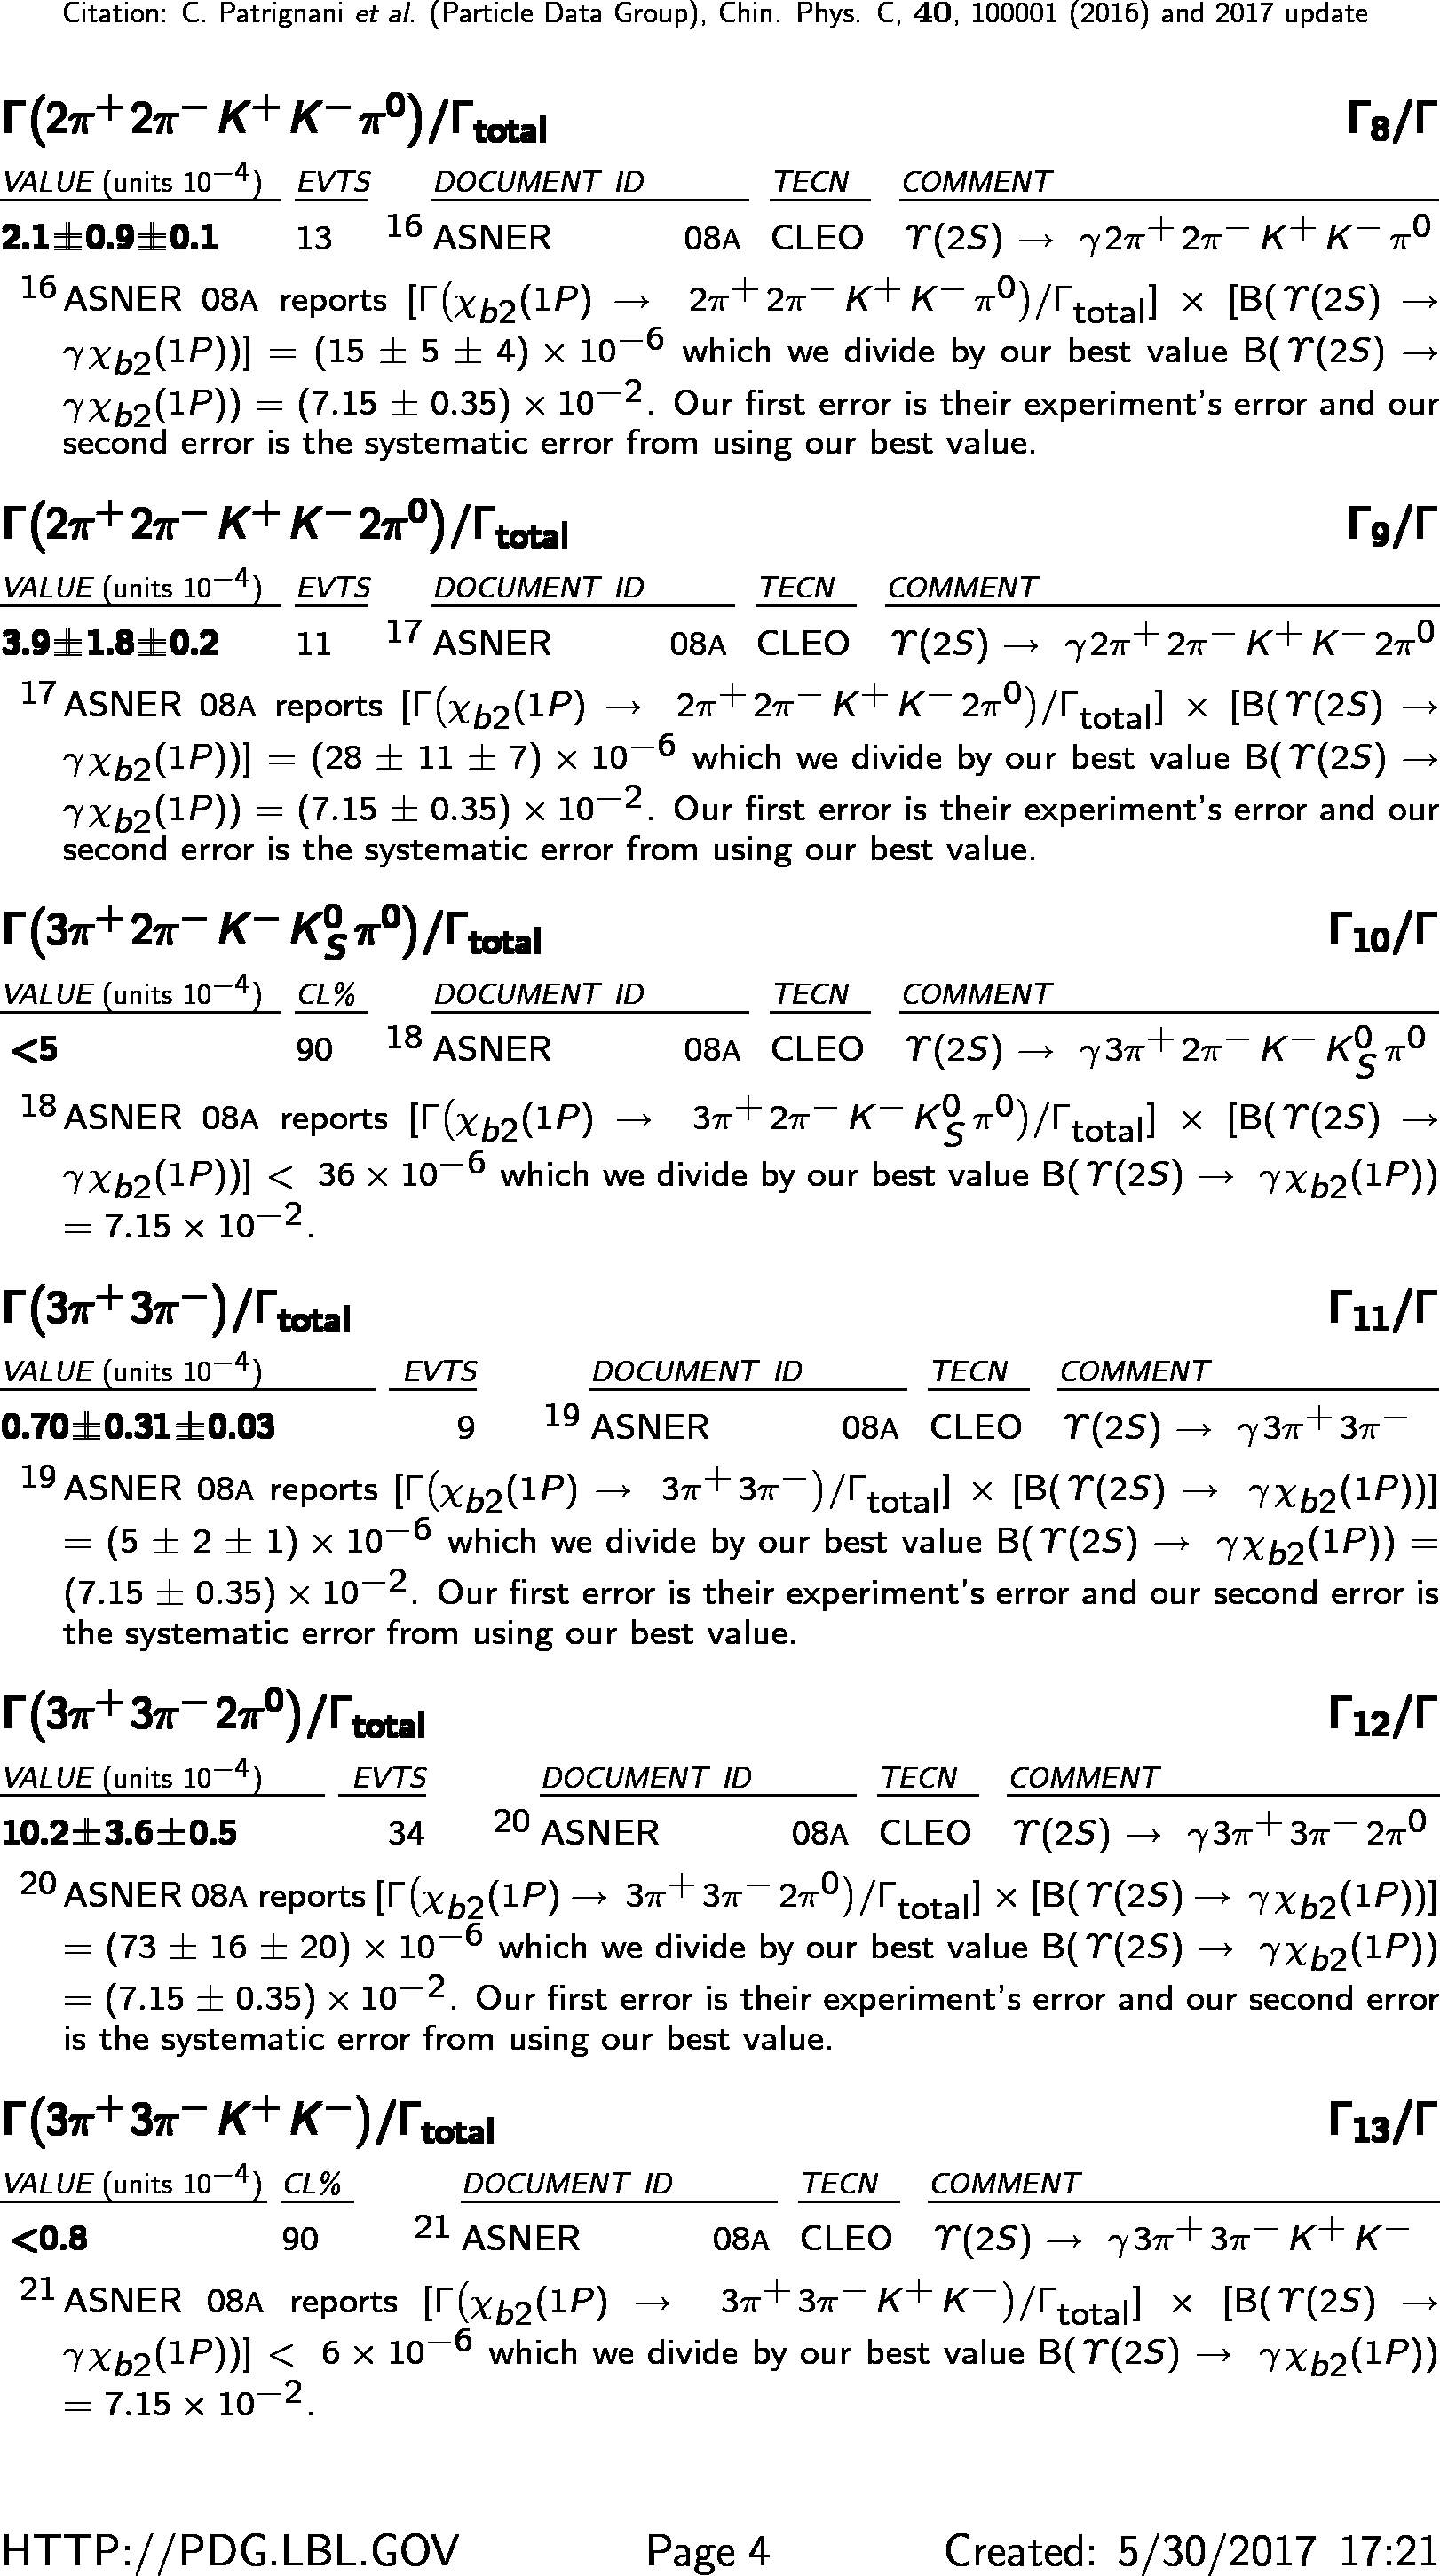 Citation: C. Patrignani et al. (Particle Data Group), Chin. Phys. C, 40, 100001 (2016) and 2017 update
Γ(2π⁺2π⁻K⁺K⁻π⁰)/Γtotal Γ₈/Γ
VALUE (units 10⁻⁴) EVTS DOCUMENT ID TECN COMMENT
2.1±0.9±0.1 13 ¹⁶ ASNER 08A CLEO ϒ(2S) → γ2π⁺2π⁻K⁺K⁻π⁰
¹⁶ ASNER 08A reports [Γ(χb2(1P) → 2π⁺2π⁻K⁺K⁻π⁰)/Γtotal] × [B(ϒ(2S) →
γχb2(1P))] = (15 ± 5 ± 4) × 10⁻⁶ which we divide by our best value B(ϒ(2S) →
γχb2(1P)) = (7.15 ± 0.35) × 10⁻². Our first error is their experiment's error and our
second error is the systematic error from using our best value.
Γ(2π⁺2π⁻K⁺K⁻2π⁰)/Γtotal Γ₉/Γ
VALUE (units 10⁻⁴) EVTS DOCUMENT ID TECN COMMENT
3.9±1.8±0.2 11 ¹⁷ ASNER 08A CLEO ϒ(2S) → γ2π⁺2π⁻K⁺K⁻2π⁰
¹⁷ ASNER 08A reports [Γ(χb2(1P) → 2π⁺2π⁻K⁺K⁻2π⁰)/Γtotal] × [B(ϒ(2S) →
γχb2(1P))] = (28 ± 11 ± 7) × 10⁻⁶ which we divide by our best value B(ϒ(2S) →
γχb2(1P)) = (7.15 ± 0.35) × 10⁻². Our first error is their experiment's error and our
second error is the systematic error from using our best value.
Γ(3π⁺2π⁻K⁻K⁰Sπ⁰)/Γtotal Γ₁₀/Γ
VALUE (units 10⁻⁴) CL% DOCUMENT ID TECN COMMENT
<5 90 ¹⁸ ASNER 08A CLEO ϒ(2S) → γ3π⁺2π⁻K⁻K⁰Sπ⁰
¹⁸ ASNER 08A reports [Γ(χb2(1P) → 3π⁺2π⁻K⁻K⁰Sπ⁰)/Γtotal] × [B(ϒ(2S) →
γχb2(1P))] < 36 × 10⁻⁶ which we divide by our best value B(ϒ(2S) → γχb2(1P))
= 7.15 × 10⁻².
Γ(3π⁺3π⁻)/Γtotal Γ₁₁/Γ
VALUE (units 10⁻⁴) EVTS DOCUMENT ID TECN COMMENT
0.70±0.31±0.03 9 ¹⁹ ASNER 08A CLEO ϒ(2S) → γ3π⁺3π⁻
¹⁹ ASNER 08A reports [Γ(χb2(1P) → 3π⁺3π⁻)/Γtotal] × [B(ϒ(2S) → γχb2(1P))]
= (5 ± 2 ± 1) × 10⁻⁶ which we divide by our best value B(ϒ(2S) → γχb2(1P)) =
(7.15 ± 0.35) × 10⁻². Our first error is their experiment's error and our second error is
the systematic error from using our best value.
Γ(3π⁺3π⁻2π⁰)/Γtotal Γ₁₂/Γ
VALUE (units 10⁻⁴) EVTS DOCUMENT ID TECN COMMENT
10.2±3.6±0.5 34 ²⁰ ASNER 08A CLEO ϒ(2S) → γ3π⁺3π⁻2π⁰
²⁰ ASNER 08A reports [Γ(χb2(1P) → 3π⁺3π⁻2π⁰)/Γtotal] × [B(ϒ(2S) → γχb2(1P))]
= (73 ± 16 ± 20) × 10⁻⁶ which we divide by our best value B(ϒ(2S) → γχb2(1P))
= (7.15 ± 0.35) × 10⁻². Our first error is their experiment's error and our second error
is the systematic error from using our best value.
Γ(3π⁺3π⁻K⁺K⁻)/Γtotal Γ₁₃/Γ
VALUE (units 10⁻⁴) CL% DOCUMENT ID TECN COMMENT
<0.8 90 ²¹ ASNER 08A CLEO ϒ(2S) → γ3π⁺3π⁻K⁺K⁻
²¹ ASNER 08A reports [Γ(χb2(1P) → 3π⁺3π⁻K⁺K⁻)/Γtotal] × [B(ϒ(2S) →
γχb2(1P))] < 6 × 10⁻⁶ which we divide by our best value B(ϒ(2S) → γχb2(1P))
= 7.15 × 10⁻².
HTTP://PDG.LBL.GOV Page 4 Created: 5/30/2017 17:21